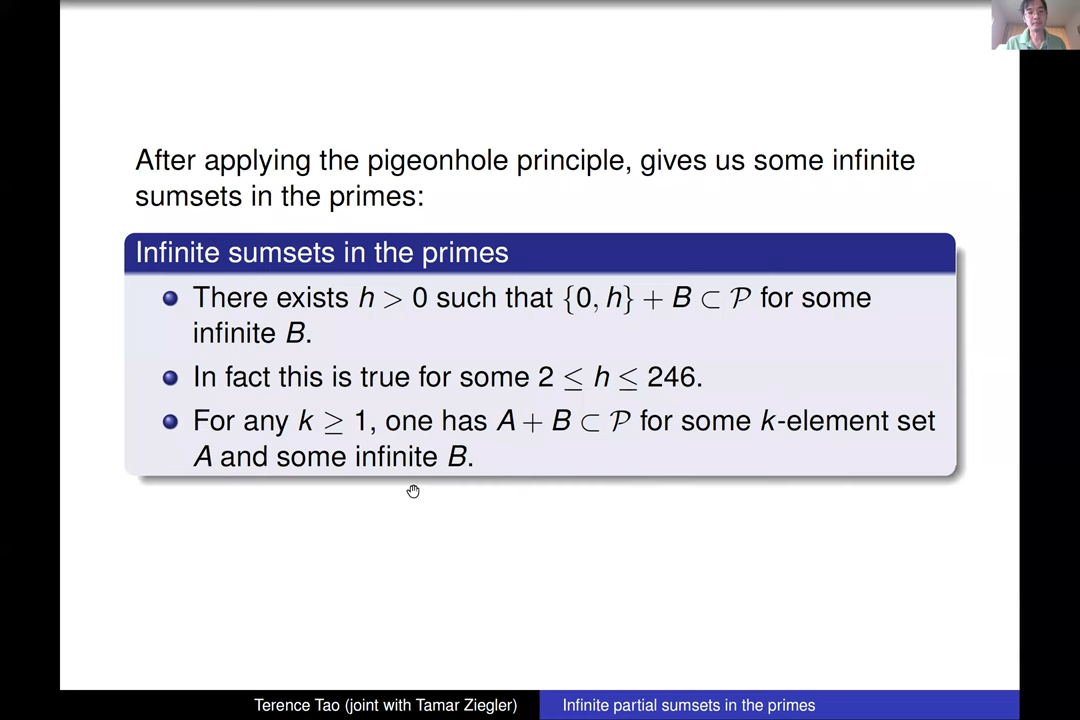 After applying the pigeonhole principle, gives us some infinite
sumsets in the primes:
Infinite sumsets in the primes
There exists h > 0 such that {0, h} + B ⊂ 𝒫 for some
infinite B.
In fact this is true for some 2 ≤ h ≤ 246.
For any k ≥ 1, one has A + B ⊂ 𝒫 for some k-element set
A and some infinite B.
Terence Tao (joint with Tamar Ziegler)
Infinite partial sumsets in the primes